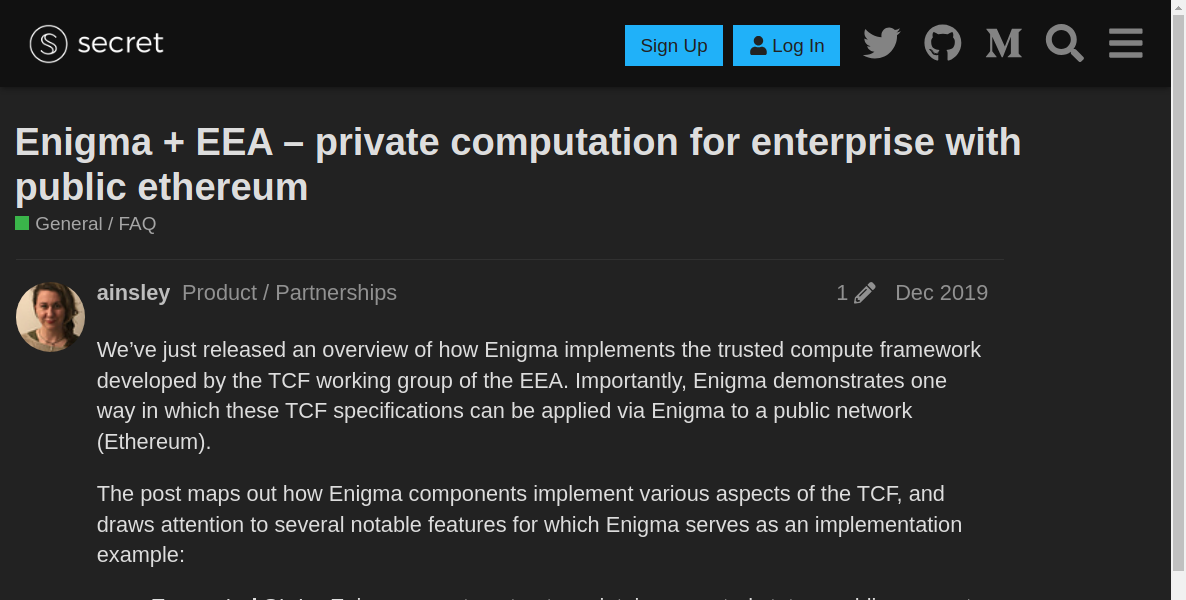 secret
Sign Up
Log In
Enigma + EEA – private computation for enterprise with
public ethereum
General / FAQ
ainsley Product / Partnerships 1 Dec 2019
We’ve just released an overview of how Enigma implements the trusted compute framework
developed by the TCF working group of the EEA. Importantly, Enigma demonstrates one
way in which these TCF specifications can be applied via Enigma to a public network
(Ethereum).
The post maps out how Enigma components implement various aspects of the TCF, and
draws attention to several notable features for which Enigma serves as an implementation
example: